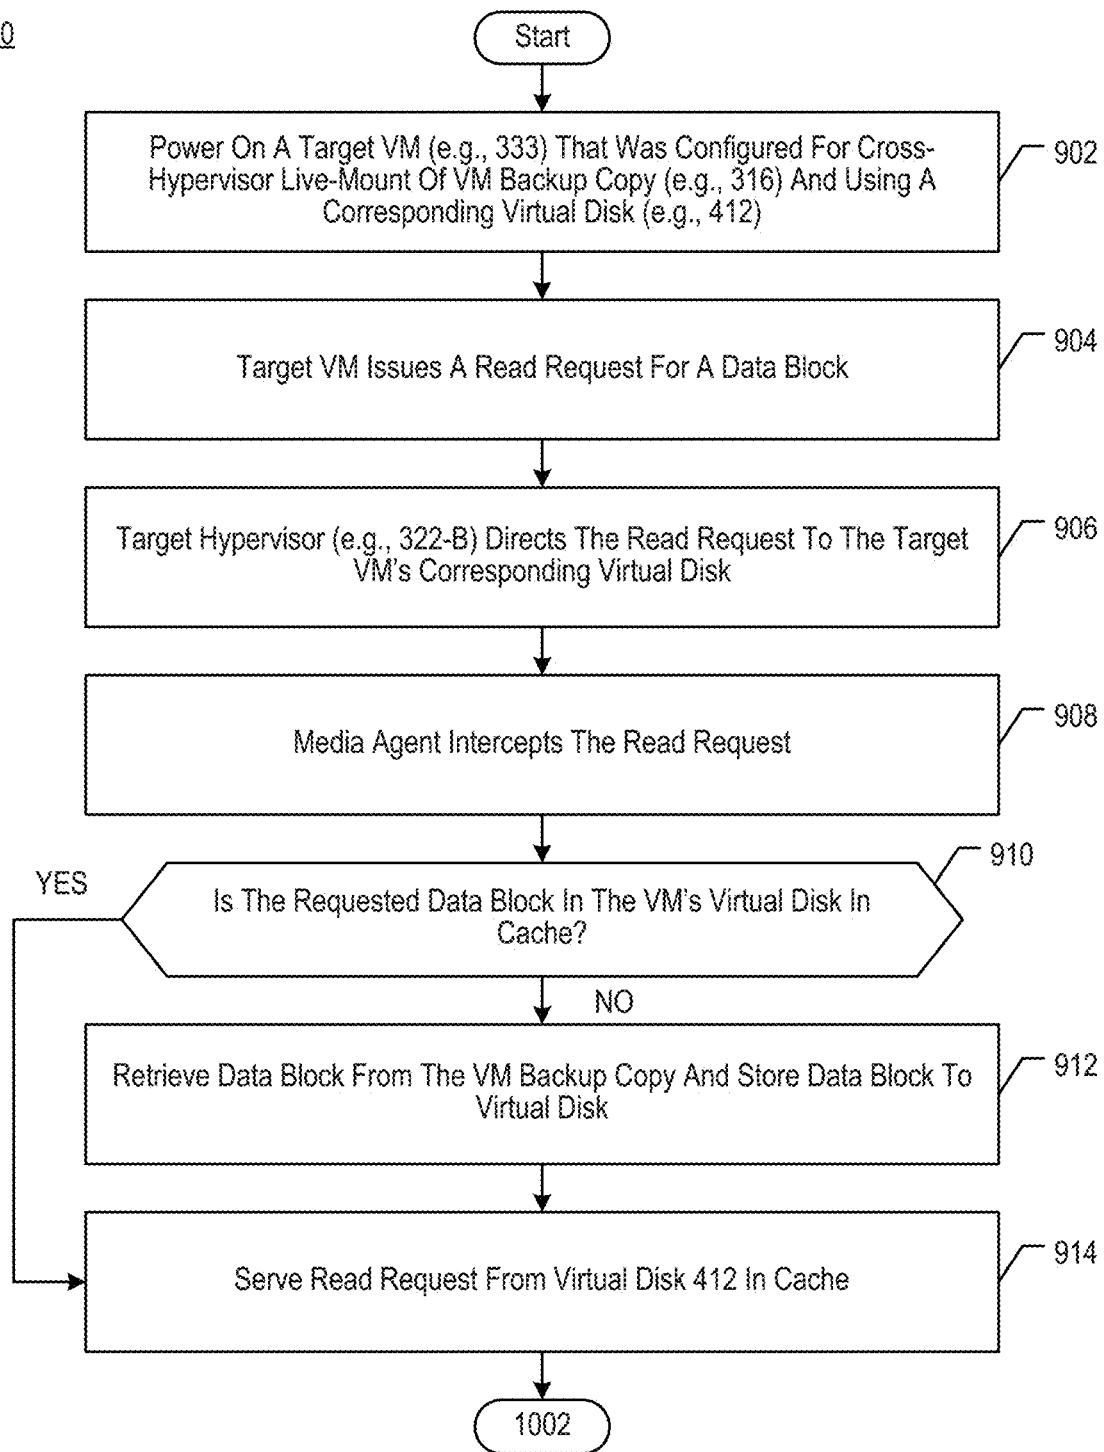 0
Start
Power On A Target VM (e.g., 333) That Was Configured For Cross-
Hypervisor Live-Mount Of VM Backup Copy (e.g., 316) And Using A
Corresponding Virtual Disk (e.g., 412)
902
Target VM Issues A Read Request For A Data Block
904
Target Hypervisor (e.g., 322-B) Directs The Read Request To The Target
VM's Corresponding Virtual Disk
906
Media Agent Intercepts The Read Request
908
Is The Requested Data Block In The VM's Virtual Disk In
Cache?
910
YES
NO
Retrieve Data Block From The VM Backup Copy And Store Data Block To
Virtual Disk
912
Serve Read Request From Virtual Disk 412 In Cache
914
1002